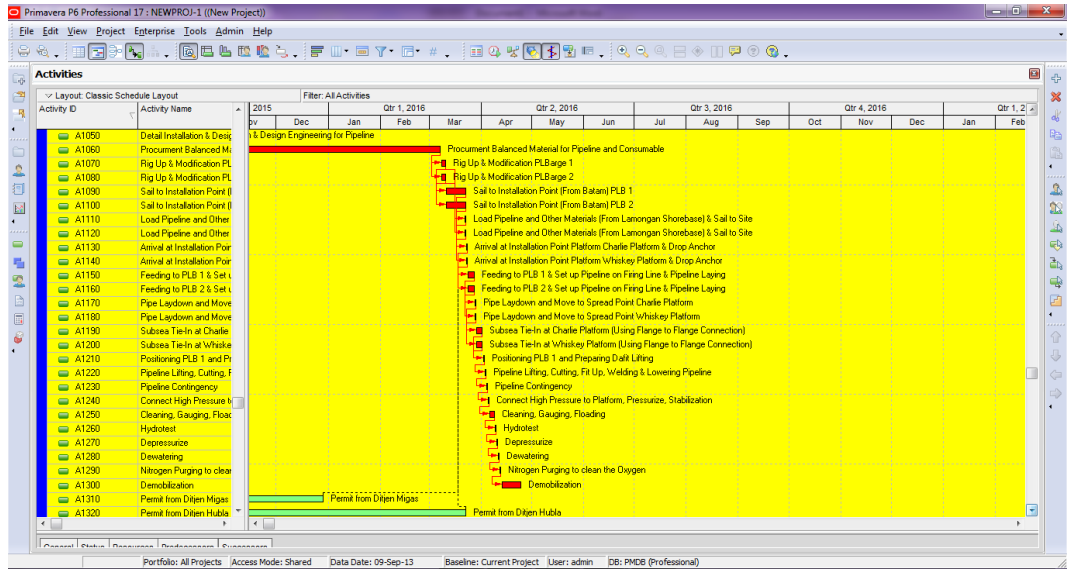 Primavera P6 Professional 17 : NEWPROJ-1 ((New Project))
File Edit View Project Enterprise Tools Admin Help
Activities
Layout: Classic Schedule Layout Filter: All Activities
Activity ID Activity Name 2015 Qtr 1, 2016 Qtr 2, 2016 Qtr 3, 2016 Qtr 4, 2016 Qtr 1, 2
ov Dec Jan Feb Mar Apr May Jun Jul Aug Sep Oct Nov Dec Jan Feb
A1050 Detail Installation & Desig n & Design Engineering for Pipeline
A1060 Procument Balanced Ma Procument Balanced Material for Pipeline and Consumable
A1070 Rig Up & Modification PL Rig Up & Modification PLBarge 1
A1080 Rig Up & Modification PL Rig Up & Modification PLBarge 2
A1090 Sail to Installation Point (I Sail to Installation Point (From Batam) PLB 1
A1100 Sail to Installation Point (I Sail to Installation Point (From Batam) PLB 2
A1110 Load Pipeline and Other Load Pipeline and Other Materials (From Lamongan Shorebase) & Sail to Site
A1120 Load Pipeline and Other Load Pipeline and Other Materials (From Lamongan Shorebase) & Sail to Site
A1130 Arrival at Installation Poin Arrival at Installation Point Platform Charlie Platform & Drop Anchor
A1140 Arrival at Installation Poin Arrival at Installation Point Platform Whiskey Platform & Drop Anchor
A1150 Feeding to PLB 1 & Set u Feeding to PLB 1 & Set up Pipeline on Firing Line & Pipeline Laying
A1160 Feeding to PLB 2 & Set u Feeding to PLB 2 & Set up Pipeline on Firing Line & Pipeline Laying
A1170 Pipe Laydown and Move Pipe Laydown and Move to Spread Point Charlie Platform
A1180 Pipe Laydown and Move Pipe Laydown and Move to Spread Point Whiskey Platform
A1190 Subsea Tie-In at Charlie Subsea Tie-In at Charlie Platform (Using Flange to Flange Connection)
A1200 Subsea Tie-In at Whiske Subsea Tie-In at Whiskey Platform (Using Flange to Flange Connection)
A1210 Positioning PLB 1 and Pr Positioning PLB 1 and Preparing Dafit Lifting
A1220 Pipeline Lifting, Cutting, F Pipeline Lifting, Cutting, Fit Up, Welding & Lowering Pipeline
A1230 Pipeline Contingency Pipeline Contingency
A1240 Connect High Pressure to Connect High Pressure to Platform, Pressurize, Stabilization
A1250 Cleaning, Gauging, Floac Cleaning, Gauging, Floading
A1260 Hydrotest Hydrotest
A1270 Depressurize Depressurize
A1280 Dewatering Dewatering
A1290 Nitrogen Purging to clear Nitrogen Purging to clean the Oxygen
A1300 Demobilization Demobilization
A1310 Permit from Ditjen Migas Permit from Ditjen Migas
A1320 Permit from Ditjen Hubla Permit from Ditjen Hubla
General Status Resources Predecessors Successors
Portfolio: All Projects Access Mode: Shared Data Date: 09-Sep-13 Baseline: Current Project User: admin DB: PMDB (Professional)